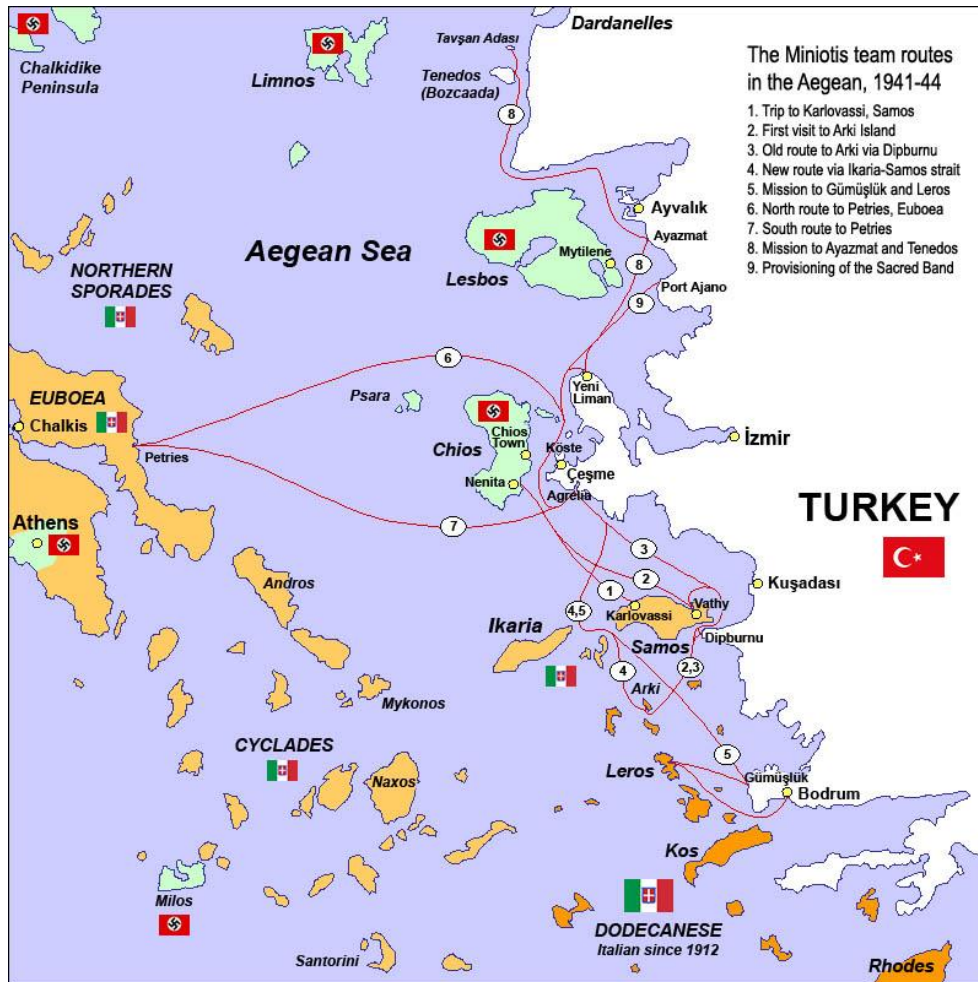 Dardanelles
Tavşan Adası
Chalkidike
Peninsula
Limnos
Tenedos
(Bozcaada)
The Miniotis team routes
in the Aegean, 1941-44
1. Trip to Karlovassi, Samos
2. First visit to Arki Island
3. Old route to Arki via Dipburnu
4. New route via Ikaria-Samos strait
5. Mission to Gümüşlük and Leros
6. North route to Petries, Euboea
7. South route to Petries
8. Mission to Ayazmat and Tenedos
9. Provisioning of the Sacred Band
8
Ayvalık
Ayazmat
Aegean Sea
Mytilene
Lesbos
8
Port Ajano
9
NORTHERN
SPORADES
6
Yeni
Liman
EUBOEA
Psara
Chalkis
Chios
Town
Chios
Köste
İzmir
Petries
Çeşme
Nenita
Agrelia
TURKEY
7
Athens
3
Andros
2
Kuşadası
1
Vathy
4,5
Karlovassi
Ikaria
Samos
Dipburnu
4
2,3
Arki
Mykonos
CYCLADES
5
Leros
Gümüşlük
Bodrum
Naxos
Kos
Milos
DODECANESE
Italian since 1912
Santorini
Rhodes